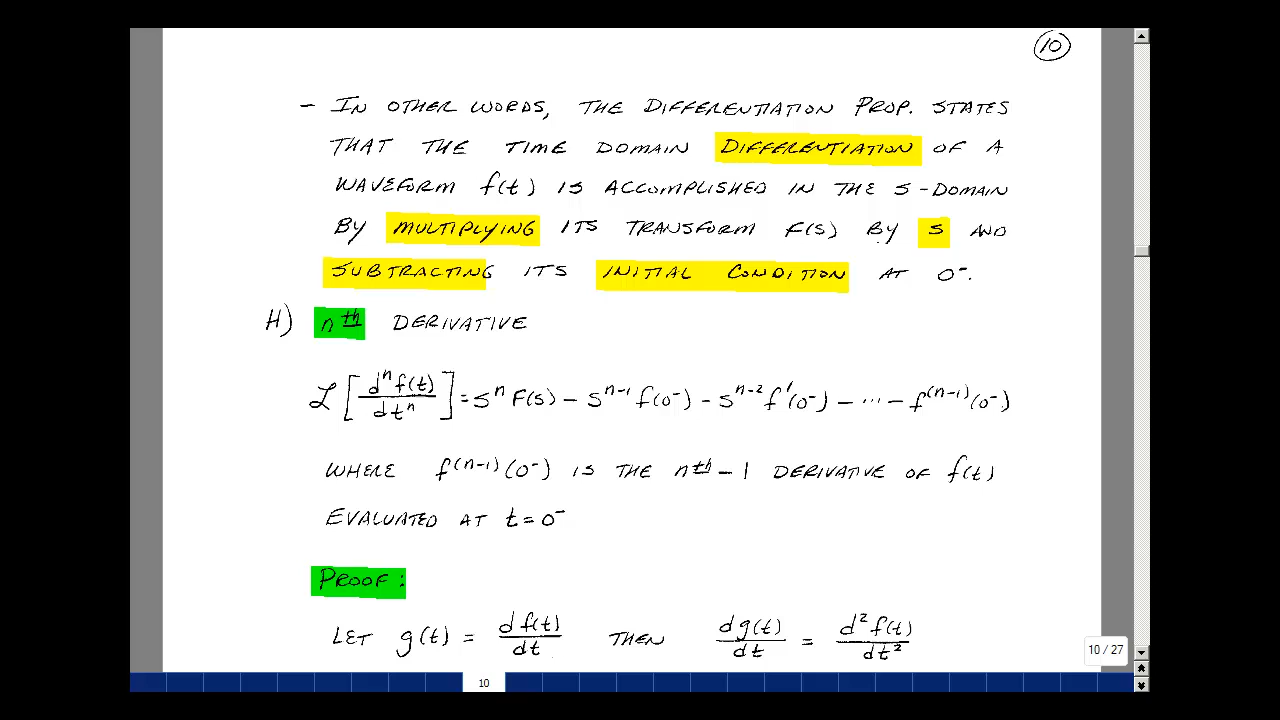 10
- IN OTHER WORDS, THE DIFFERENTIATION PROP. STATES
THAT THE TIME DOMAIN DIFFERENTIATION OF A
WAVEFORM f(t) IS ACCOMPLISHED IN THE S-DOMAIN
BY MULTIPLYING ITS TRANSFORM F(S) BY S AND
SUBTRACTING ITS INITIAL CONDITION AT 0⁻.
H) nth DERIVATIVE
ℒ[dⁿf(t)/dtⁿ] = sⁿ F(s) - sⁿ⁻¹ f(0⁻) - sⁿ⁻² f'(0⁻) - ... - f⁽ⁿ⁻¹⁾(0⁻)
WHERE f⁽ⁿ⁻¹⁾(0⁻) IS THE nth-1 DERIVATIVE OF f(t)
EVALUATED AT t=0⁻
PROOF:
LET g(t) = df(t)/dt THEN dg(t)/dt = d²f(t)/dt²
10 / 27
10